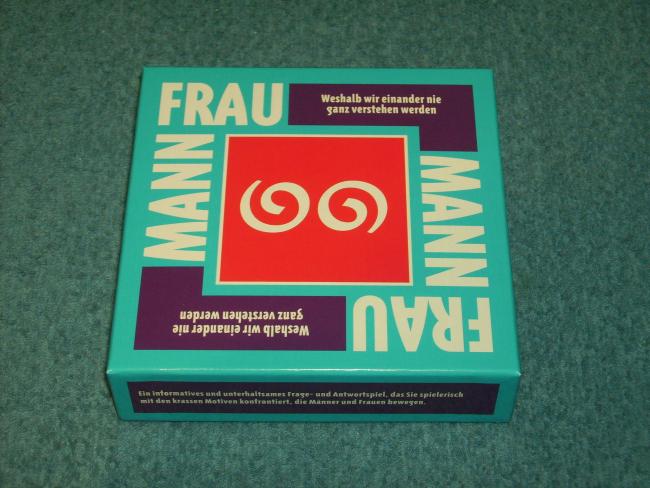 FRAU
Weshalb wir einander nie
ganz verstehen werden
MANN
MANN
Weshalb wir einander nie
ganz verstehen werden
FRAU
Ein informatives und unterhaltsames Frage- und Antwortspiel, das Sie spielerisch
mit den krassen Motiven konfrontiert, die Männer und Frauen bewegen.